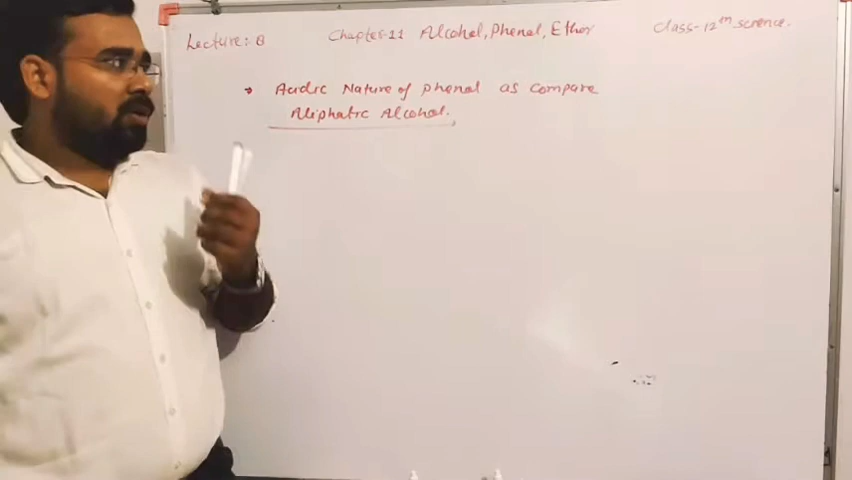 Lecture: 8 Chapter-11 Alcohol, Phenol, Ether Class-12th science.
→ Acidic Nature of phenol as compare
Aliphatic Alcohol.